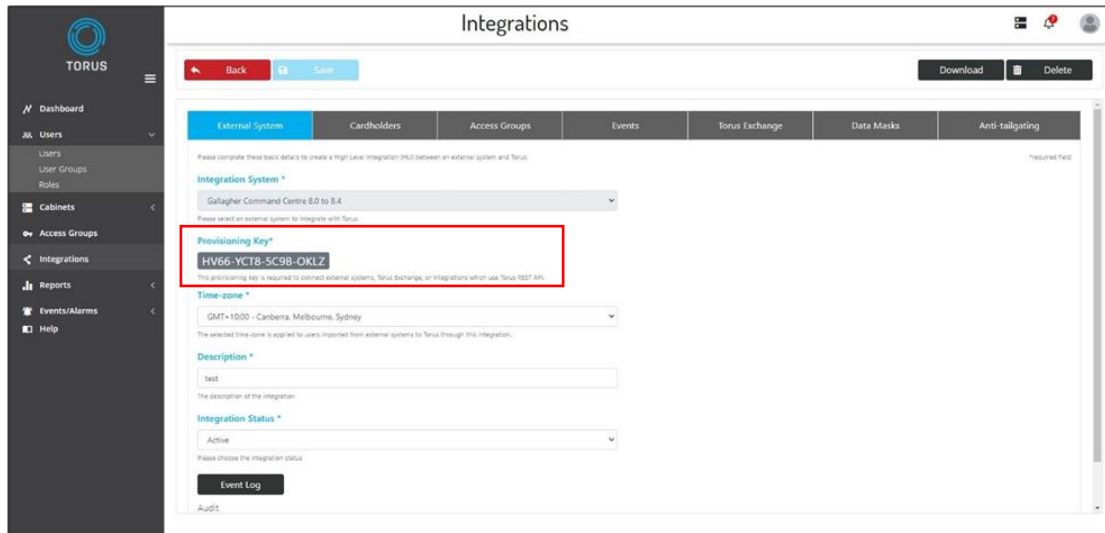 Integrations
7
TORUS
Back
Save
Download
Delete
Dashboard
Users
Users
User Groups
Roles
Cabinets
Access Groups
Integrations
Reports
Events/Alarms
Help
External System
Cardholders
Access Groups
Events
Torus Exchange
Data Masks
Anti-tailgating
Please complete these basic details to create a High Level Integration (HLI) between an external system and Torus.
*required field
Integration System *
Gallagher Command Centre 8.0 to 8.4
Please select an external system to integrate with Torus.
Provisioning Key*
HV66-YCT8-5C9B-OKLZ
This provisioning key is required to connect external systems, Torus Exchange, or integrations which use Torus REST API.
Time-zone *
GMT+10:00 - Canberra, Melbourne, Sydney
The selected time-zone is applied to users imported from external systems to Torus through this integration.
Description *
test
The description of the integration
Integration Status *
Active
Please choose the integration status
Event Log
Audit